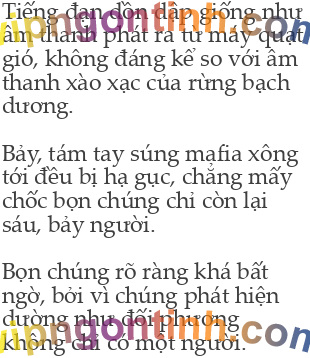 Tiếng đạn dồn dập giống như
âm thanh phát ra từ máy quạt
gió, không đáng kể so với âm
thanh xào xạc của rừng bạch
dương.
Bảy, tám tay súng mafia xông
tới đều bị hạ gục, chẳng mấy
chốc bọn chúng chỉ còn lại
sáu, bảy người.
Bọn chúng rõ ràng khá bất
ngờ, bởi vì chúng phát hiện
dường như đối phương
không chỉ có một người.